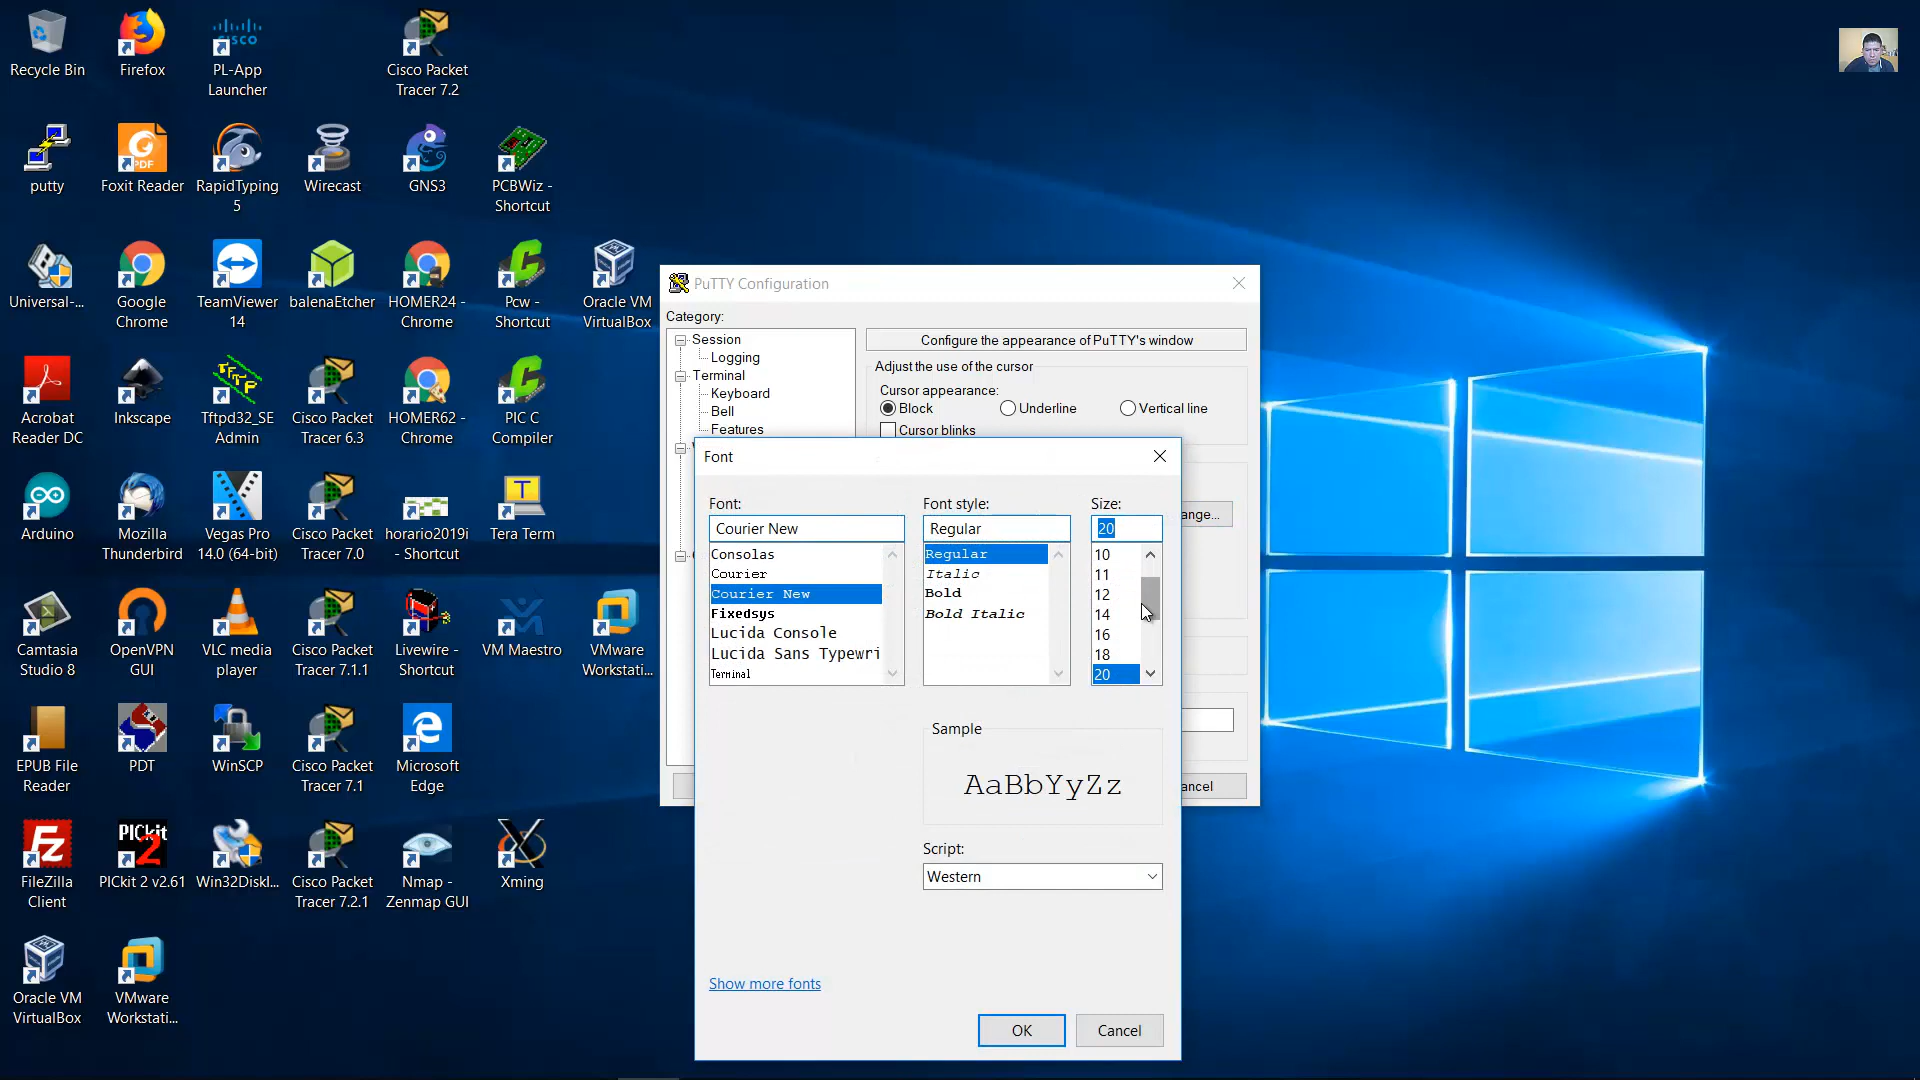 Recycle Bin
Firefox
PL-App
Launcher
Cisco Packet
Tracer 7.2
putty
Foxit Reader
RapidTyping
5
Wirecast
GNS3
PCBWiz -
Shortcut
Universal-...
Google
Chrome
TeamViewer
14
balenaEtcher
HOMER24 -
Chrome
Pcw -
Shortcut
Oracle VM
VirtualBox
Acrobat
Reader DC
Inkscape
Tftpd32_SE
Admin
Cisco Packet
Tracer 6.3
HOMER62 -
Chrome
PIC C
Compiler
Arduino
Mozilla
Thunderbird
Vegas Pro
14.0 (64-bit)
Cisco Packet
Tracer 7.0
horario2019i
- Shortcut
Tera Term
Camtasia
Studio 8
OpenVPN
GUI
VLC media
player
Cisco Packet
Tracer 7.1.1
Livewire -
Shortcut
VM Maestro
VMware
Workstati...
EPUB File
Reader
PDT
WinSCP
Cisco Packet
Tracer 7.1
Microsoft
Edge
FileZilla
Client
PICkit 2 v2.61
Win32DiskI...
Cisco Packet
Tracer 7.2.1
Nmap -
Zenmap GUI
Xming
Oracle VM
VirtualBox
VMware
Workstati...
cisco
PDF
TFTP
PICkit
2
T
PuTTY Configuration
Category:
Session
Logging
Terminal
Keyboard
Bell
Features
Configure the appearance of PuTTY's window
Adjust the use of the cursor
Cursor appearance:
Block
Underline
Vertical line
Cursor blinks
ange...
ancel
Font
Font:
Font style:
Size:
Courier New
Regular
20
Consolas
Courier
Courier New
Fixedsys
Lucida Console
Lucida Sans Typewri
Terminal
Regular
Italic
Bold
Bold Italic
10
11
12
14
16
18
20
Sample
AaBbYyZz
Script:
Western
Show more fonts
OK
Cancel